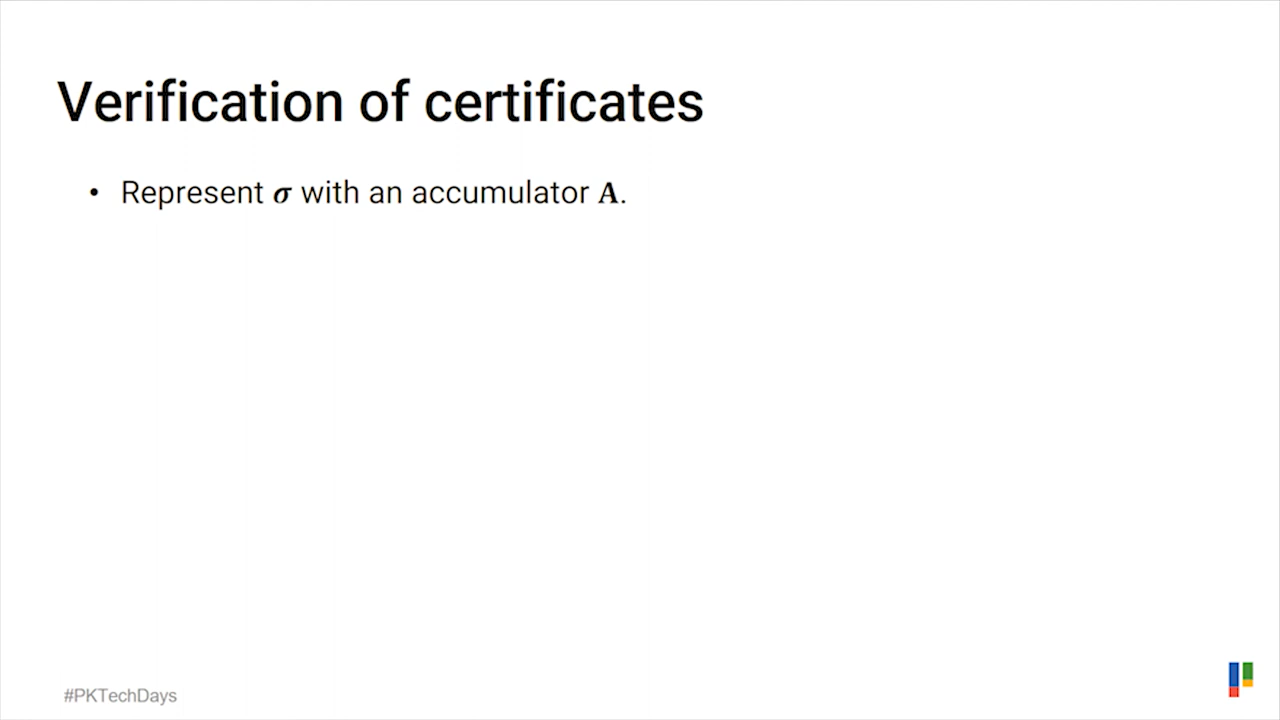 Verification of certificates
• Represent σ with an accumulator A.
#PKTechDays